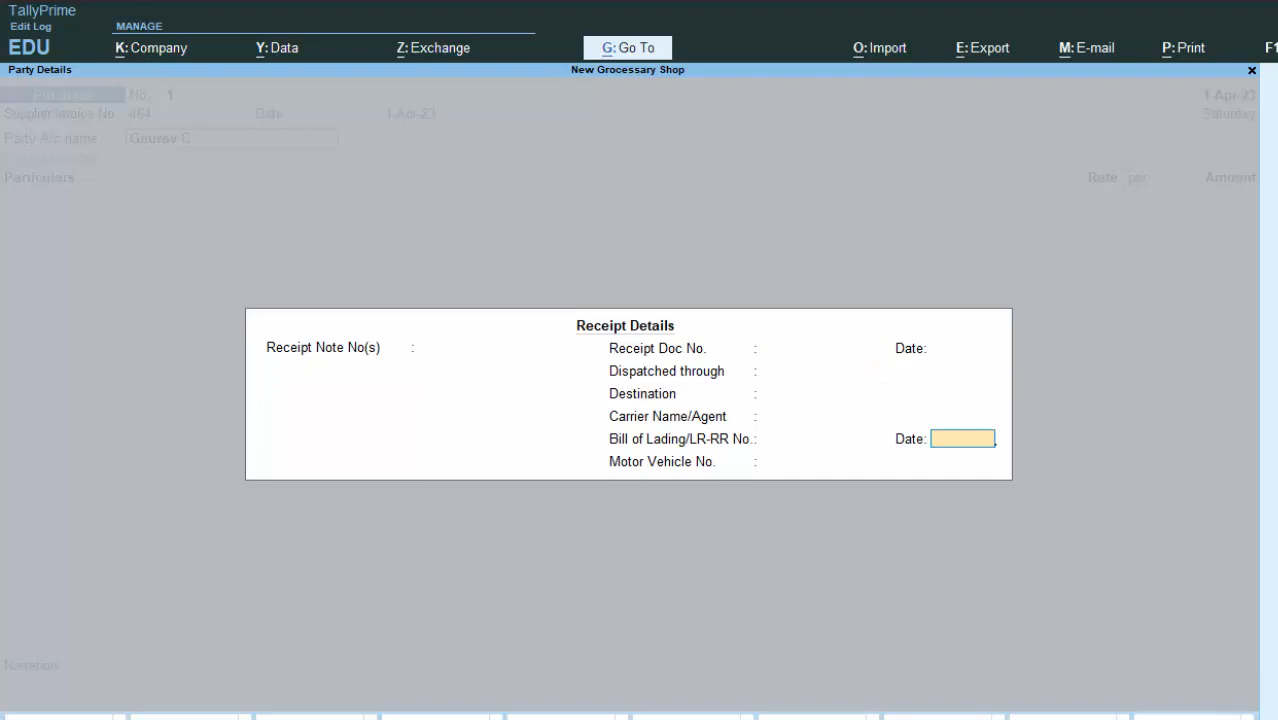 TallyPrime
Edit Log
MANAGE
EDU
K: Company Y: Data Z: Exchange G: Go To O: Import E: Export M: E-mail P: Print F1
Party Details New Grocessary Shop
Purchase No. 1 1-Apr-23
Supplier Invoice No 464 Date 1-Apr-23 Saturday
Party A/c name Gaurav C
Particulars Rate per Amount
Receipt Details
Receipt Note No(s) : Receipt Doc No. : Date:
Dispatched through :
Destination :
Carrier Name/Agent :
Bill of Lading/LR-RR No.: Date:
Motor Vehicle No. :
Narration